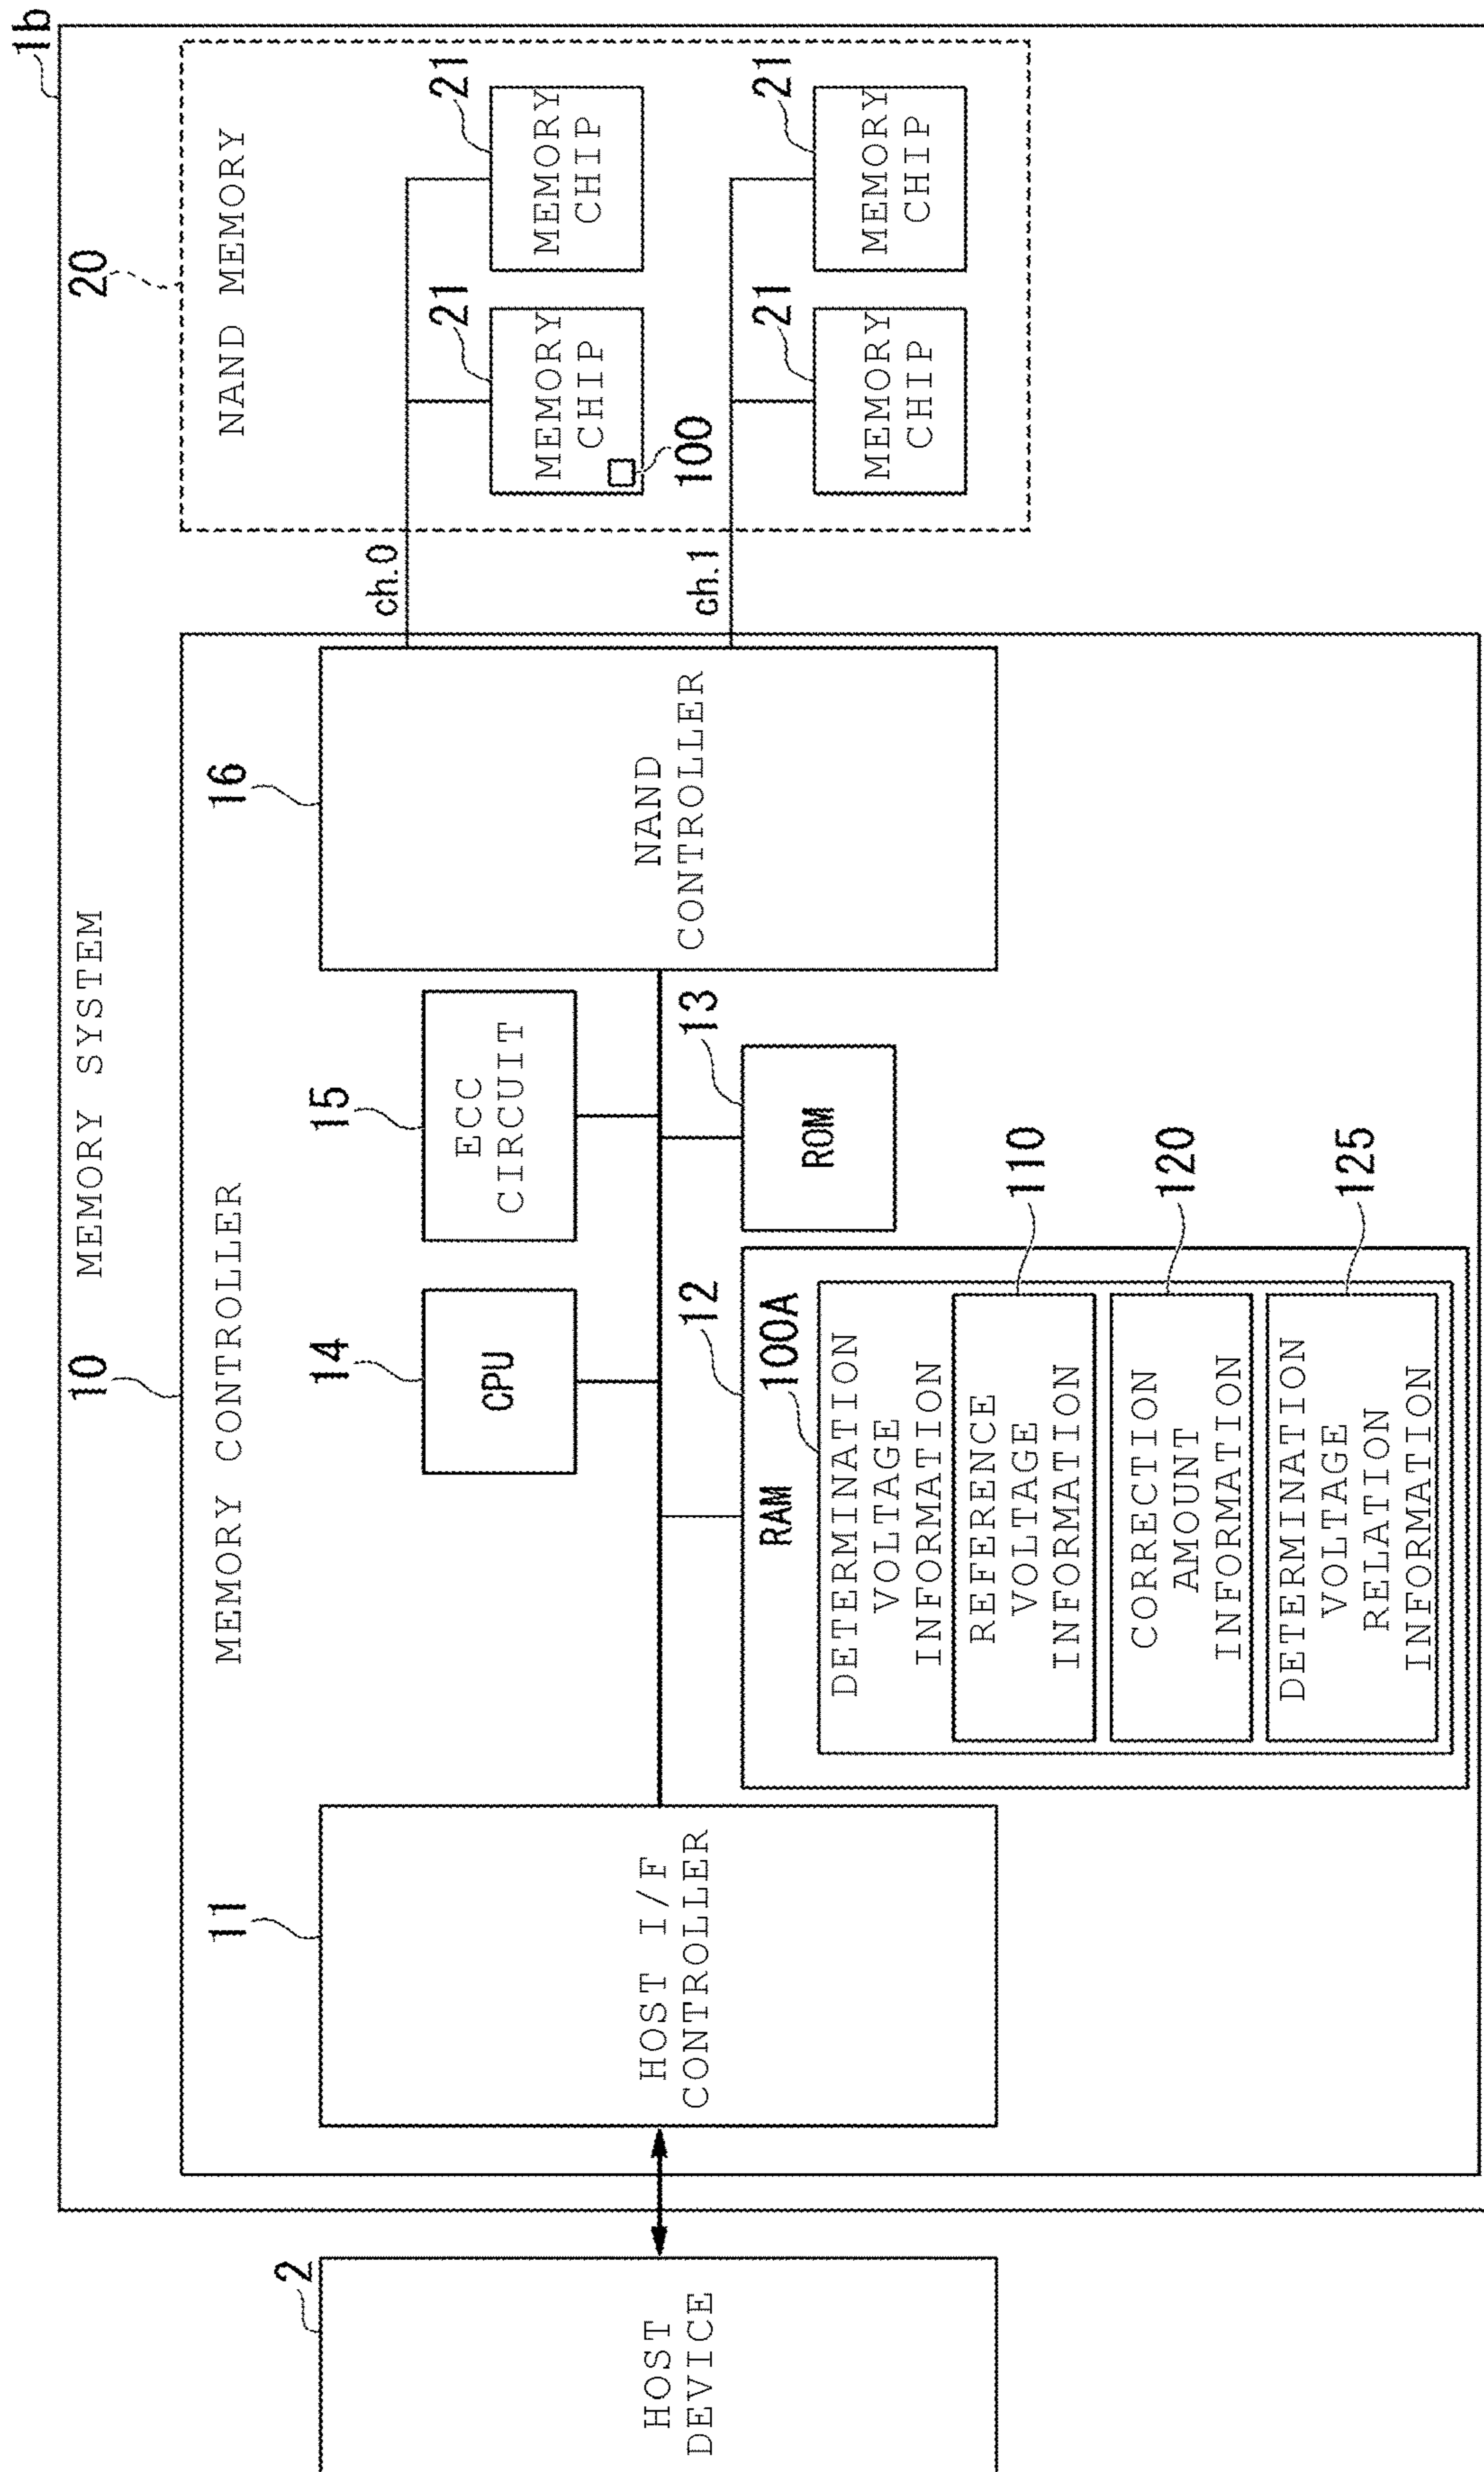 1b
MEMORY SYSTEM
10
20
MEMORY CONTROLLER
NAND MEMORY
2
HOST
DEVICE
11
HOST I/F
CONTROLLER
14
CPU
15
ECC
CIRCUIT
16
NAND
CONTROLLER
ch.0
21
MEMORY
CHIP
100
21
MEMORY
CHIP
ch.1
21
MEMORY
CHIP
21
MEMORY
CHIP
12
RAM
100A
DETERMINATION
VOLTAGE
INFORMATION
REFERENCE
VOLTAGE
INFORMATION
110
CORRECTION
AMOUNT
INFORMATION
120
DETERMINATION
VOLTAGE
RELATION
INFORMATION
125
13
ROM